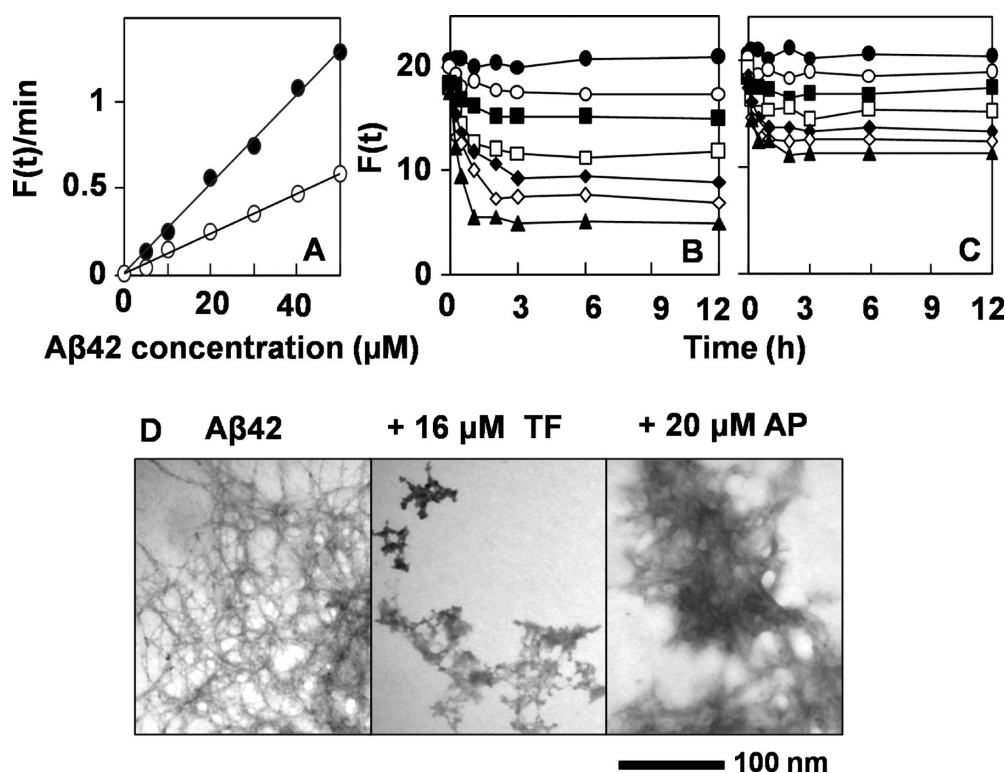 F(t)/min
1
0.5
0
0 20 40
A
Aβ42 concentration (µM)
F(t)
20
10
0
0 3 6 9 12
B
0 3 6 9 12
C
Time (h)
D Aβ42 + 16 µM TF + 20 µM AP
100 nm